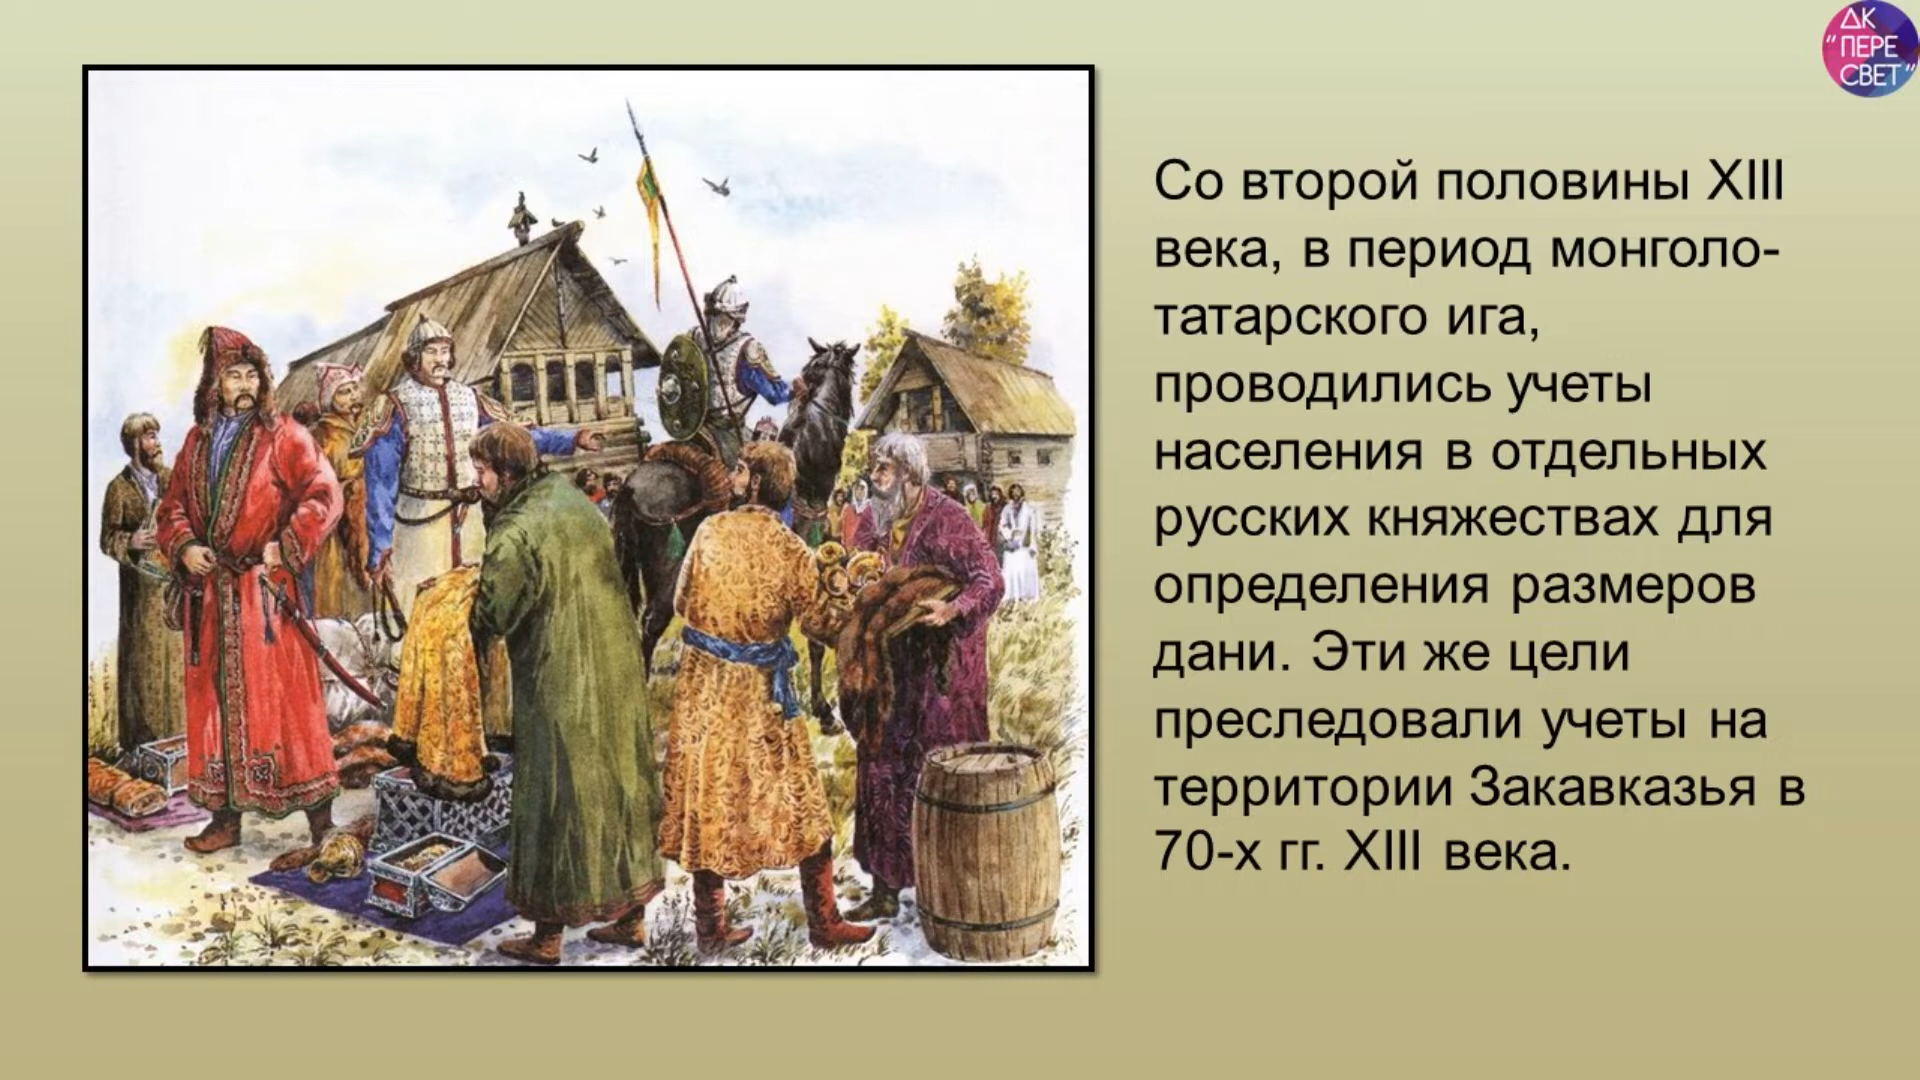 ДК
"ПЕРЕ
СВЕТ"
Со второй половины XIII
века, в период монголо-
татарского ига,
проводились учеты
населения в отдельных
русских княжествах для
определения размеров
дани. Эти же цели
преследовали учеты на
территории Закавказья в
70-х гг. XIII века.